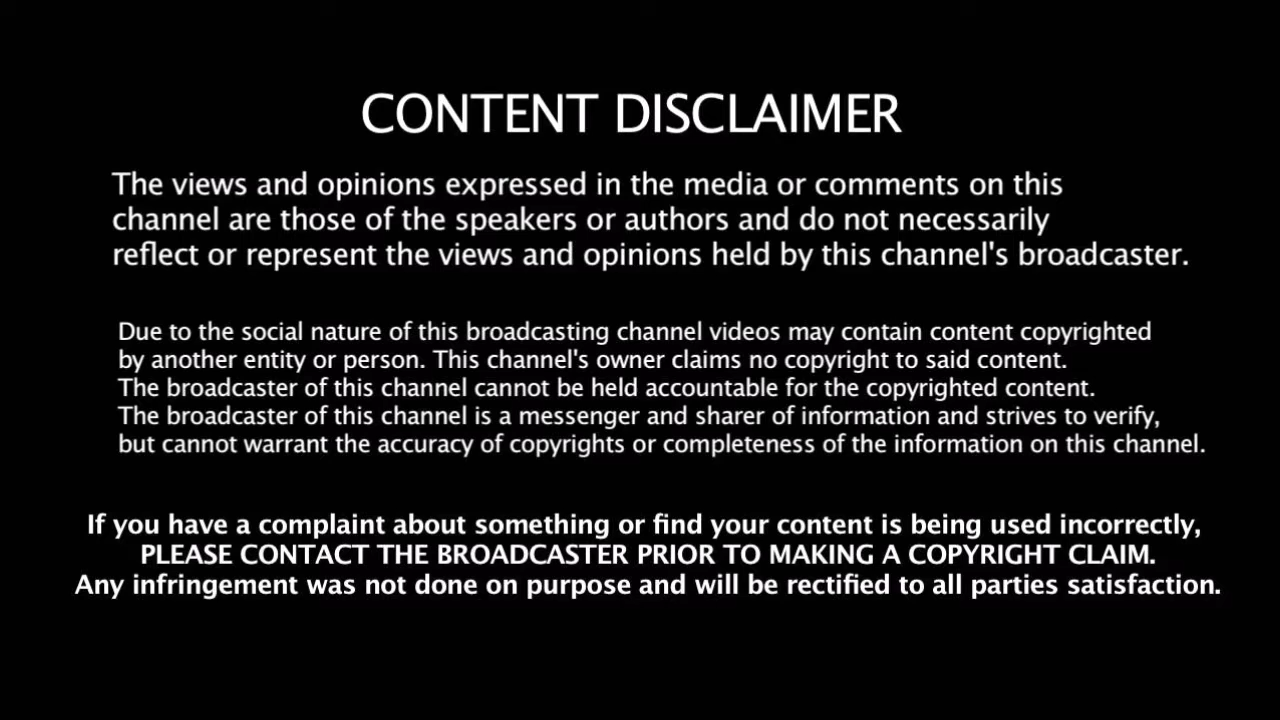 CONTENT DISCLAIMER
The views and opinions expressed in the media or comments on this
channel are those of the speakers or authors and do not necessarily
reflect or represent the views and opinions held by this channel's broadcaster.
Due to the social nature of this broadcasting channel videos may contain content copyrighted
by another entity or person. This channel's owner claims no copyright to said content.
The broadcaster of this channel cannot be held accountable for the copyrighted content.
The broadcaster of this channel is a messenger and sharer of information and strives to verify,
but cannot warrant the accuracy of copyrights or completeness of the information on this channel.
If you have a complaint about something or find your content is being used incorrectly,
PLEASE CONTACT THE BROADCASTER PRIOR TO MAKING A COPYRIGHT CLAIM.
Any infringement was not done on purpose and will be rectified to all parties satisfaction.